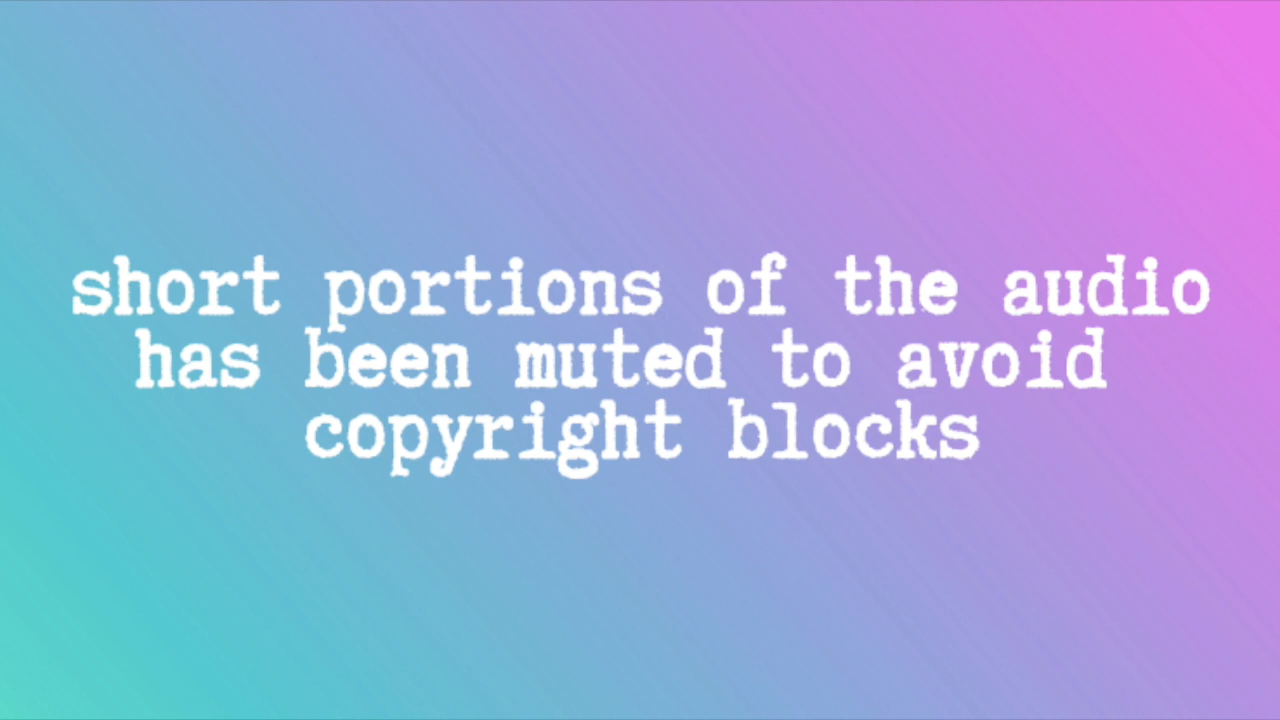 short portions of the audio
has been muted to avoid
copyright blocks